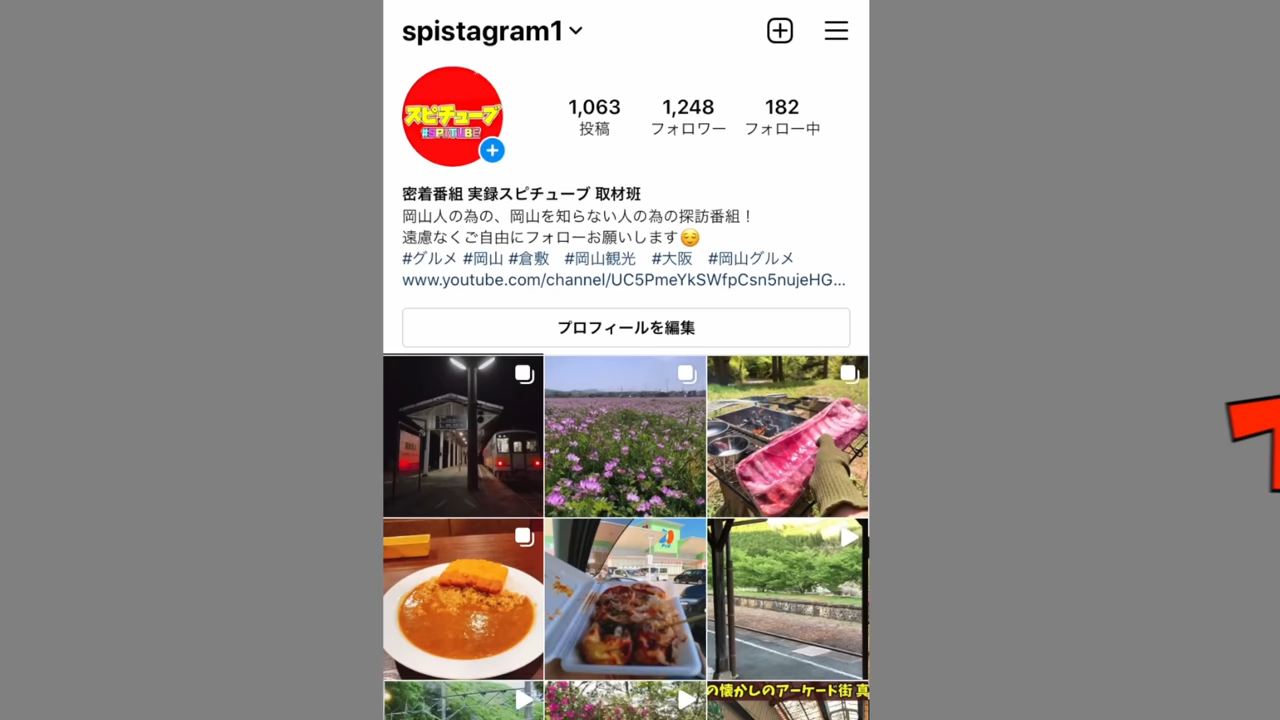 spistagram1
スピチューブ
#SPITUBE
1,063
投稿
1,248
フォロワー
182
フォロー中
密着番組 実録スピチューブ 取材班
岡山人の為の、岡山を知らない人の為の探訪番組！
遠慮なくご自由にフォローお願いします😌
#グルメ #岡山 #倉敷　#岡山観光　#大阪　#岡山グルメ
www.youtube.com/channel/UC5PmeYkSWfpCsn5nujeHG...
プロフィールを編集
の懐かしのアーケード街 真